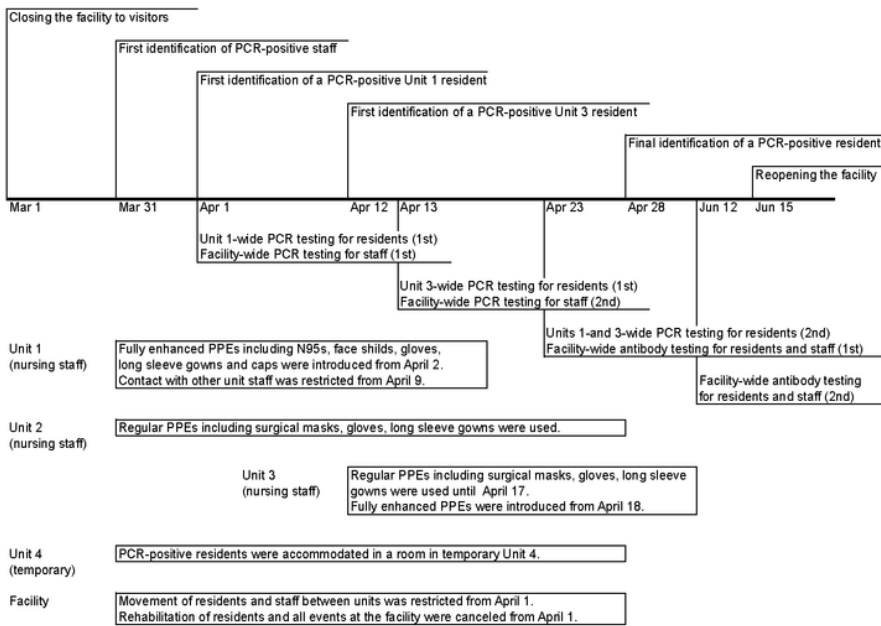 Closing the facility to visitors
First identification of PCR-positive staff
First identification of a PCR-positive Unit 1 resident
First identification of a PCR-positive Unit 3 resident
Final identification of a PCR-positive resident
Reopening the facility
Mar 1 Mar 31 Apr 1 Apr 12 Apr 13 Apr 23 Apr 28 Jun 12 Jun 15
Unit 1-wide PCR testing for residents (1st)
Facility-wide PCR testing for staff (1st)
Unit 3-wide PCR testing for residents (1st)
Facility-wide PCR testing for staff (2nd)
Units 1-and 3-wide PCR testing for residents (2nd)
Facility-wide antibody testing for residents and staff (1st)
Facility-wide antibody testing
for residents and staff (2nd)
Unit 1
(nursing staff)
Fully enhanced PPEs including N95s, face shilds, gloves,
long sleeve gowns and caps were introduced from April 2.
Contact with other unit staff was restricted from April 9.
Unit 2
(nursing staff)
Regular PPEs including surgical masks, gloves, long sleeve gowns were used.
Unit 3
(nursing staff)
Regular PPEs including surgical masks, gloves, long sleeve
gowns were used until April 17.
Fully enhanced PPEs were introduced from April 18.
Unit 4
(temporary)
PCR-positive residents were accommodated in a room in temporary Unit 4.
Facility
Movement of residents and staff between units was restricted from April 1.
Rehabilitation of residents and all events at the facility were canceled from April 1.